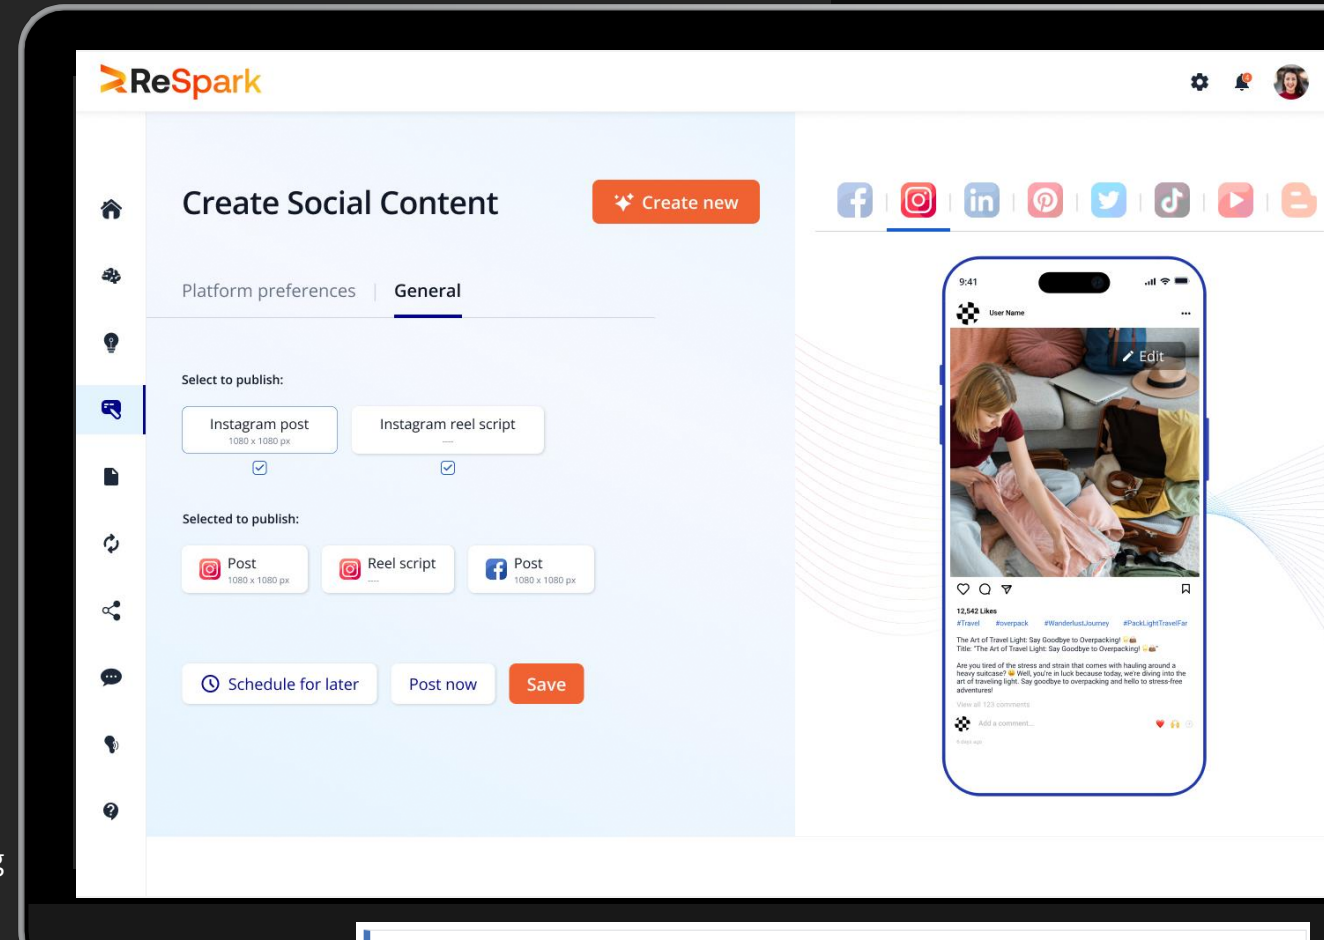 ReSpark
4
Create Social Content
Create new
Platform preferences
General
Select to publish:
Instagram post
1080 x 1080 px
Instagram reel script
----
Selected to publish:
Post
1080 x 1080 px
Reel script
----
Post
1080 x 1080 px
Schedule for later
Post now
Save
9:41
User Name
Edit
12,542 Likes
#Travel #overpack #WanderlustJourney #PackLightTravelFar
The Art of Travel Light: Say Goodbye to Overpacking!
Title: "The Art of Travel Light: Say Goodbye to Overpacking!"
Are you tired of the stress and strain that comes with hauling around a
heavy suitcase? Well, you're in luck because today, we're diving into the
art of traveling light. Say goodbye to overpacking and hello to stress-free
adventures!
View all 123 comments
Add a comment...
g